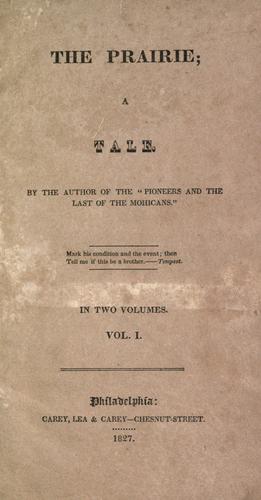 THE PRAIRIE;
A
TALE.
BY THE AUTHOR OF THE "PIONEERS AND THE
LAST OF THE MOHICANS."
Mark his condition and the event; then
Tell me if this be a brother.——Tempest.
IN TWO VOLUMES.
VOL. I.
Philadelphia:
CAREY, LEA & CAREY—CHESNUT-STREET.
.........
1827.